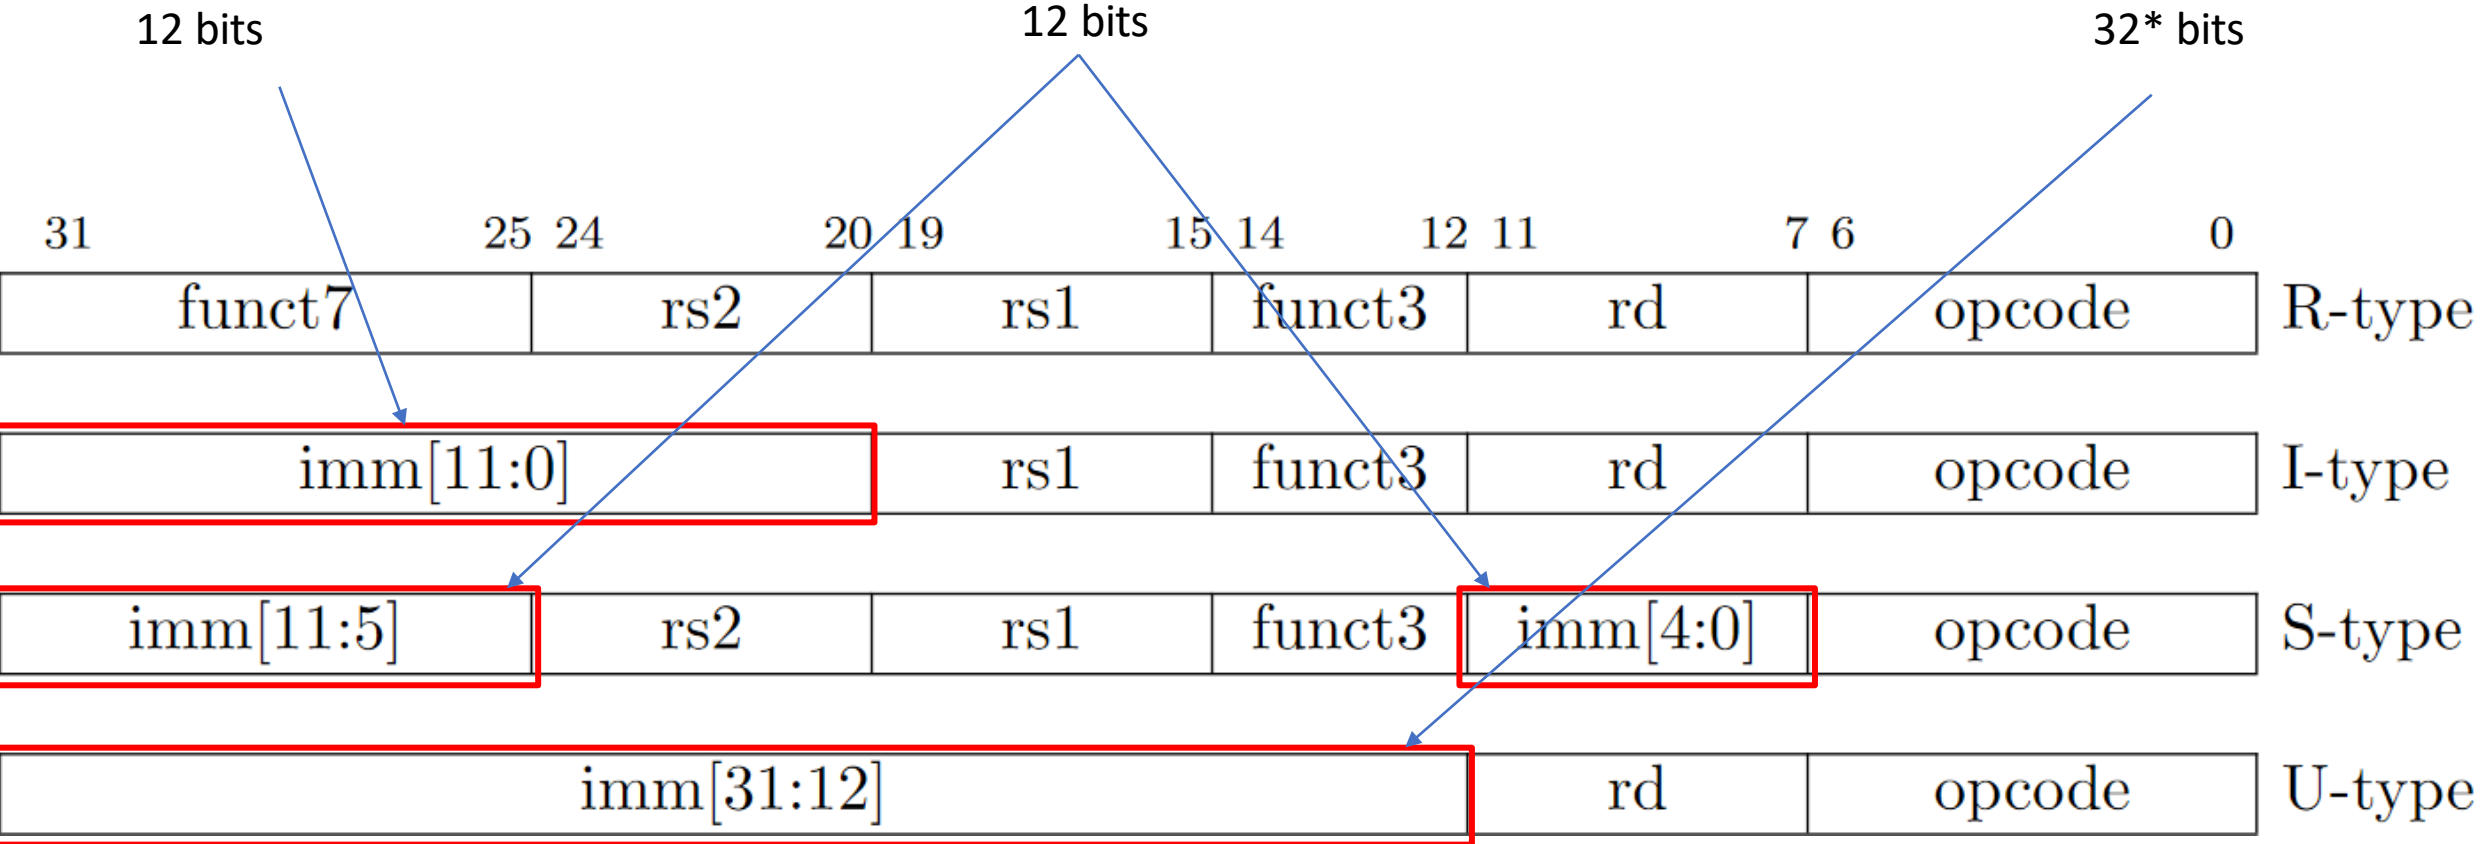 12 bits 12 bits 32* bits
31 25 24 20 19 15 14 12 11 7 6 0
funct7 rs2 rs1 funct3 rd opcode R-type
imm[11:0] rs1 funct3 rd opcode I-type
imm[11:5] rs2 rs1 funct3 imm[4:0] opcode S-type
imm[31:12] rd opcode U-type